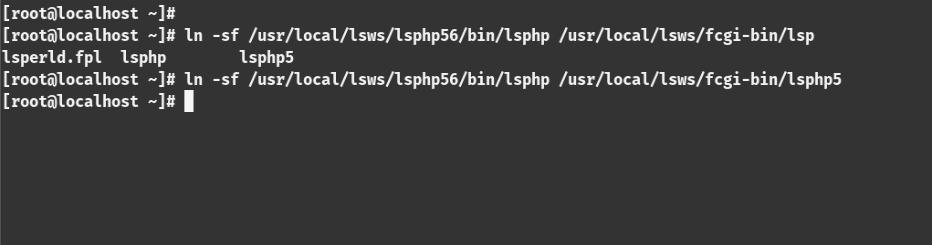 [root@localhost ~]#
[root@localhost ~]# ln -sf /usr/local/lsws/lsphp56/bin/lsphp /usr/local/lsws/fcgi-bin/lsp
lsperld.fpl  lsphp        lsphp5
[root@localhost ~]# ln -sf /usr/local/lsws/lsphp56/bin/lsphp /usr/local/lsws/fcgi-bin/lsphp5
[root@localhost ~]#